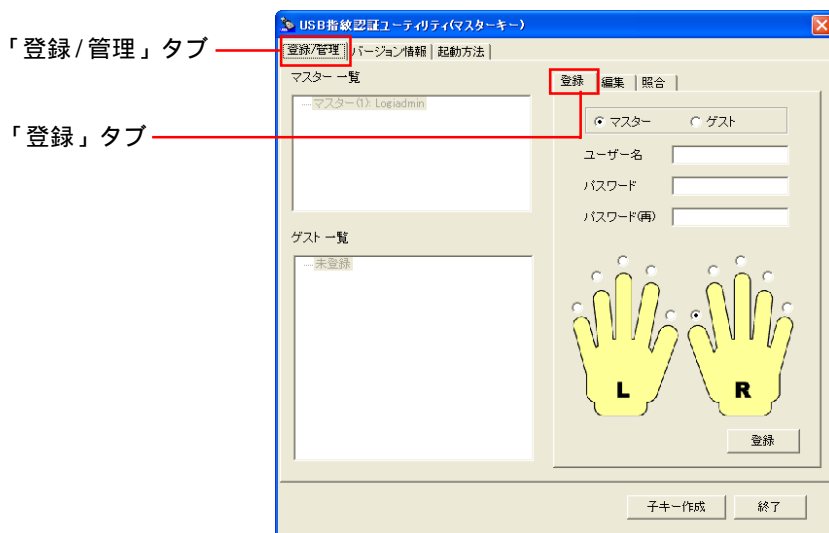 USB指紋認証ユーティリティ(マスターキー)
「登録/管理」タブ
登録/管理 バージョン情報 起動方法
マスター 一覧
マスター(1): Logiadmin
登録 編集 照合
「登録」タブ
マスター ゲスト
ユーザー名
パスワード
パスワード(再)
ゲスト 一覧
未登録
L R
登録
子キー作成 終了